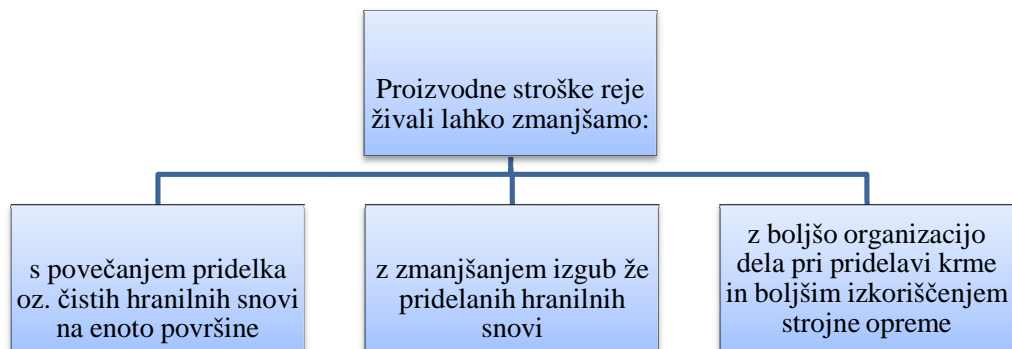 Proizvodne stroške reje
živali lahko zmanjšamo:
s povečanjem pridelka
oz. čistih hranilnih snovi
na enoto površine
z zmanjšanjem izgub že
pridelanih hranilnih
snovi
z boljšo organizacijo
dela pri pridelavi krme
in boljšim izkoriščenjem
strojne opreme